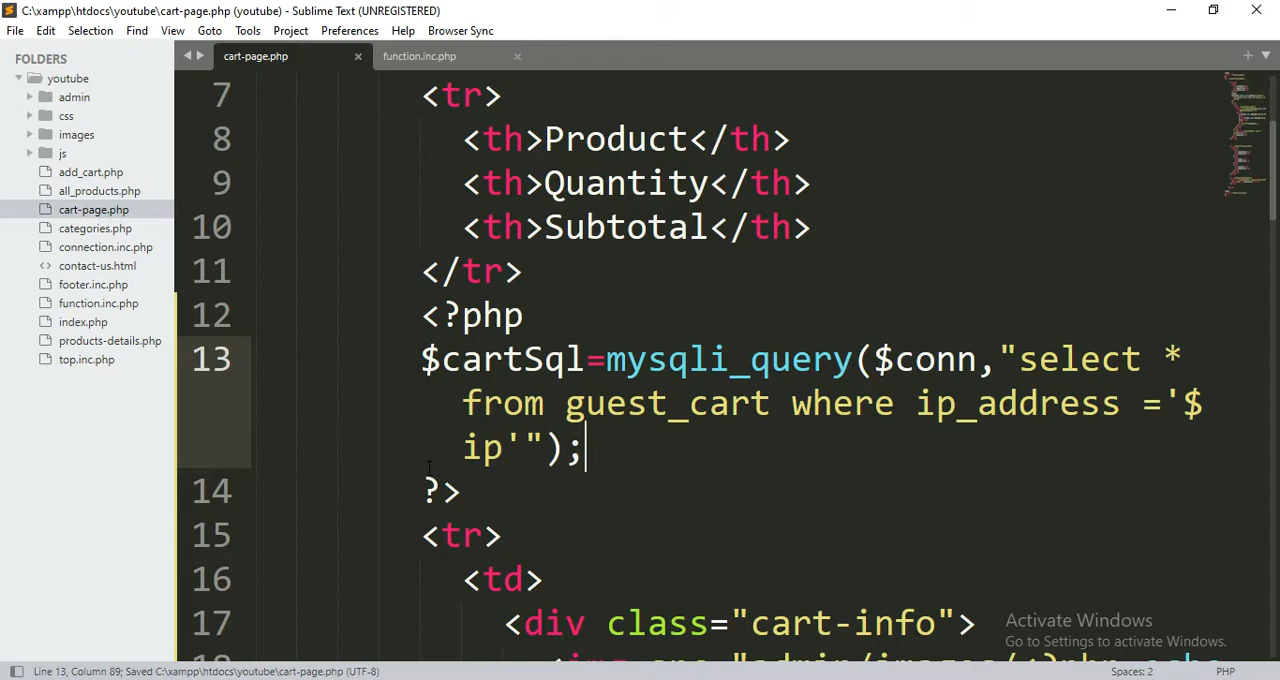 C:\xampp\htdocs\youtube\cart-page.php (youtube) - Sublime Text (UNREGISTERED)
File Edit Selection Find View Goto Tools Project Preferences Help Browser Sync
FOLDERS
youtube
admin
css
images
js
add_cart.php
all_products.php
cart-page.php
categories.php
connection.inc.php
contact-us.html
footer.inc.php
function.inc.php
index.php
products-details.php
top.inc.php
cart-page.php function.inc.php
7 <tr>
8 <th>Product</th>
9 <th>Quantity</th>
10 <th>Subtotal</th>
11 </tr>
12 <?php
13 $cartSql=mysqli_query($conn,"select *
from guest_cart where ip_address ='$
ip'");
14 ?>
15 <tr>
16 <td>
17 <div class="cart-info">
Activate Windows
Go to Settings to activate Windows.
Line 13, Column 89; Saved C:\xampp\htdocs\youtube\cart-page.php (UTF-8) Spaces: 2 PHP